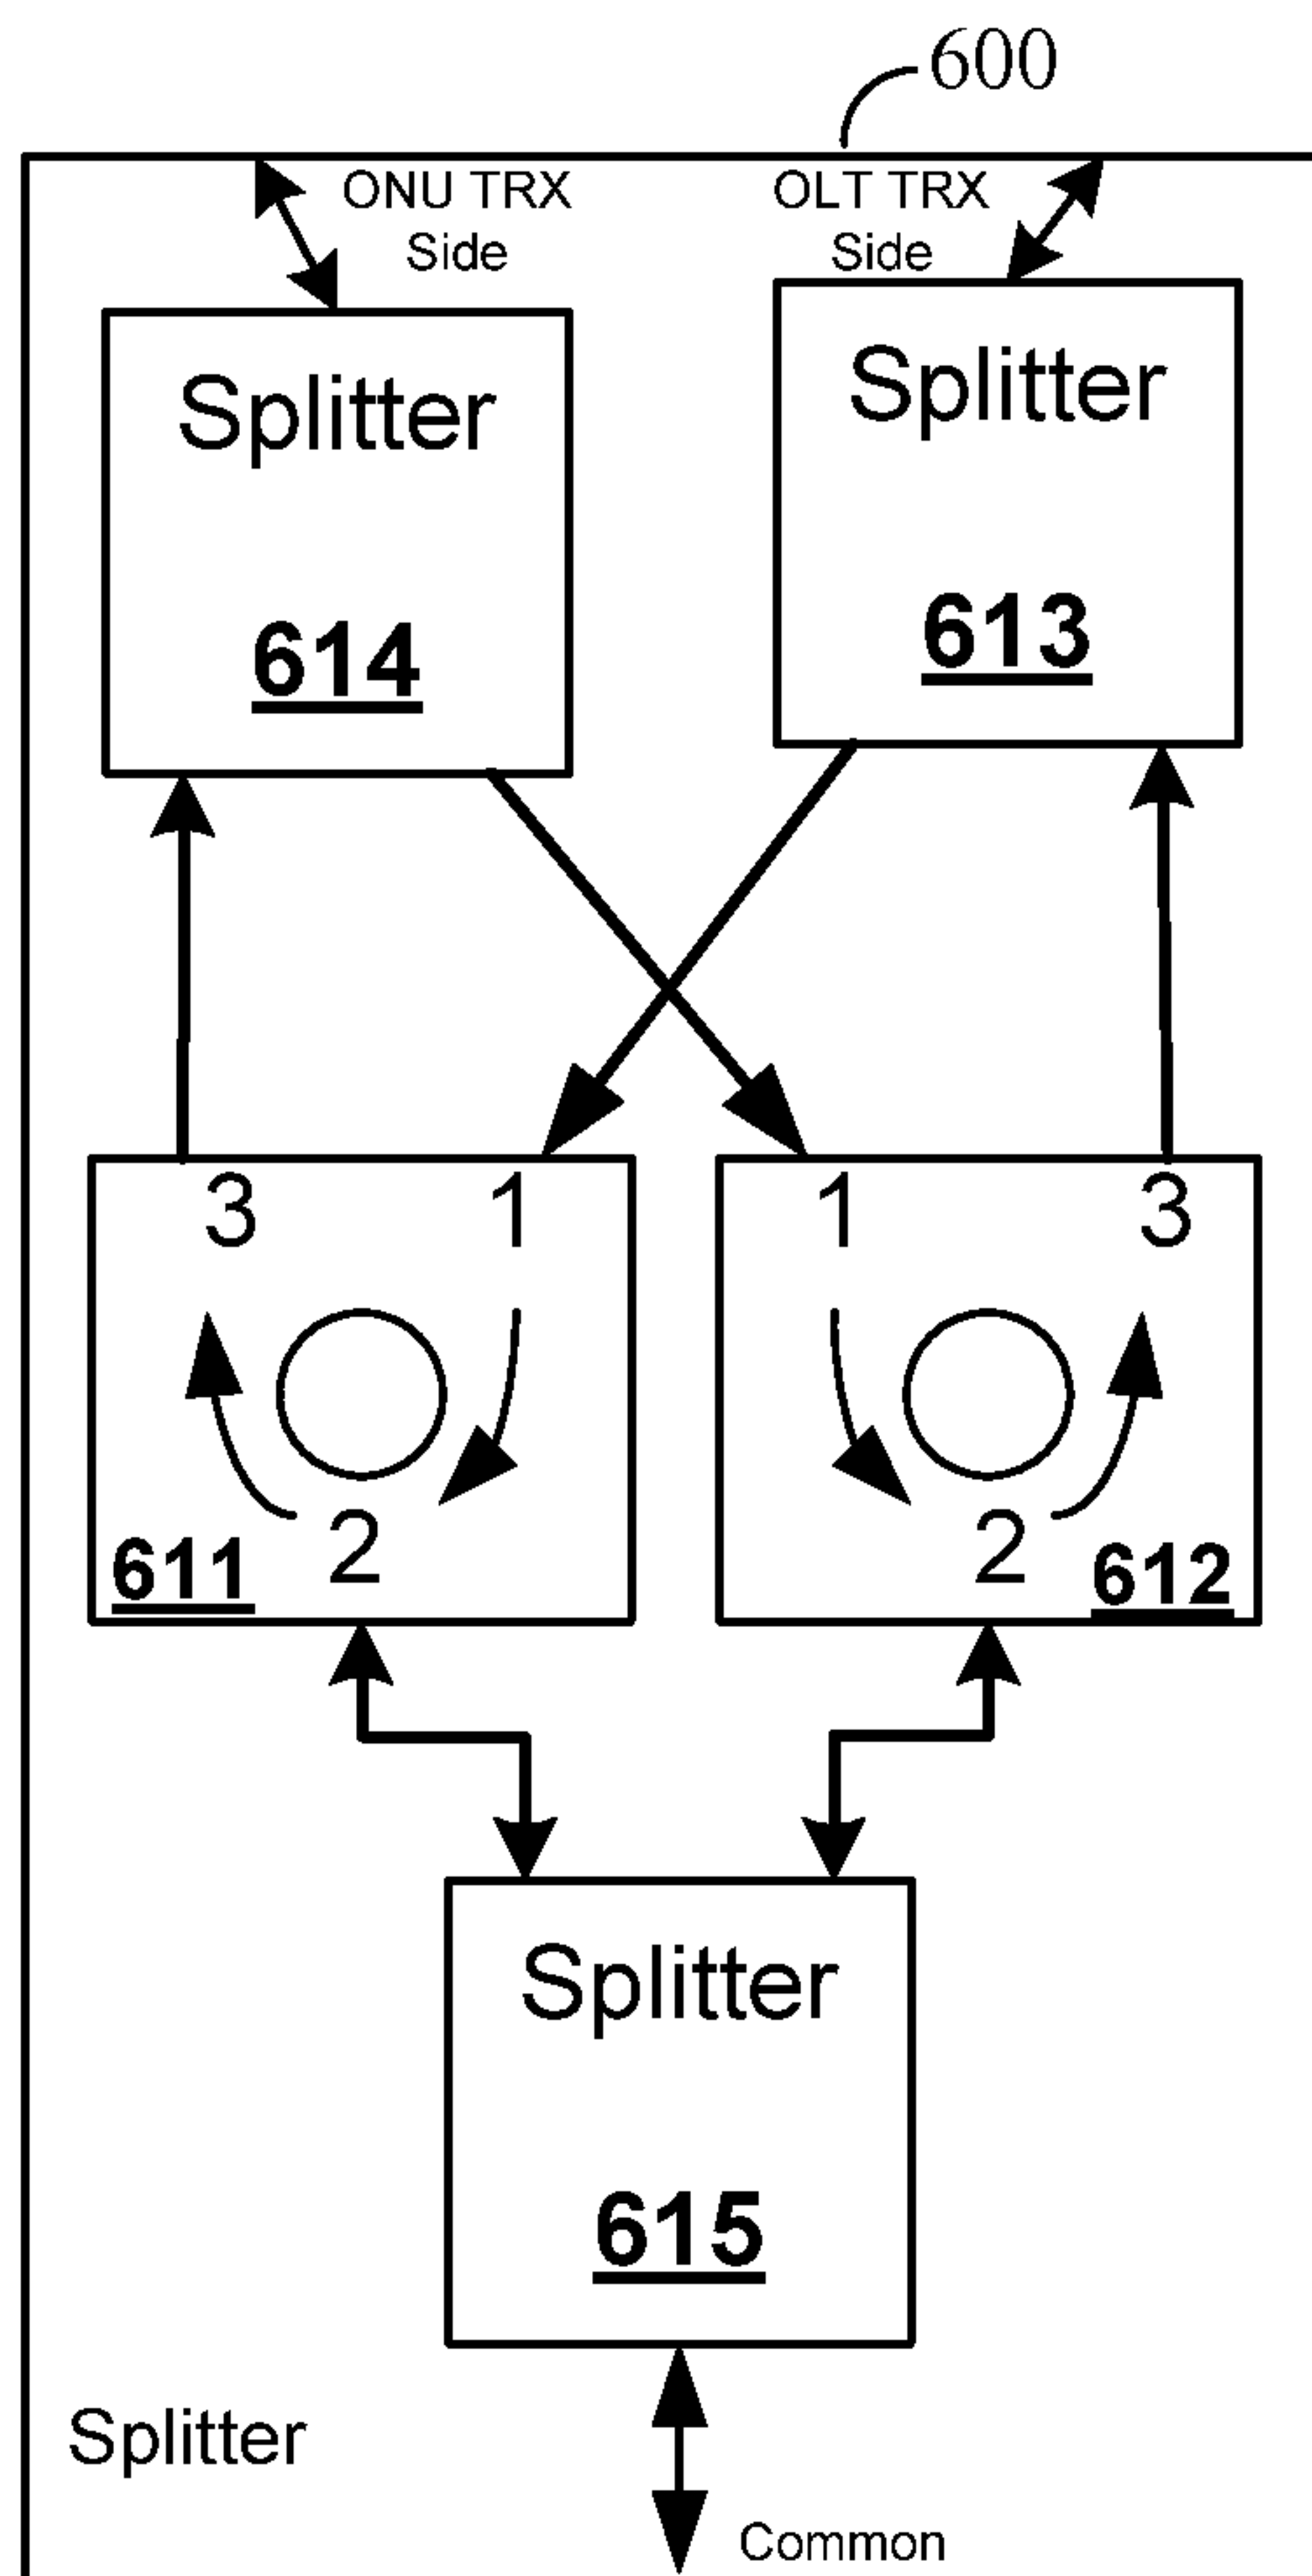 600
ONU TRX
Side
OLT TRX
Side
Splitter
614
Splitter
613
3 1
1 3
2
611
2
612
Splitter
615
Splitter
Common